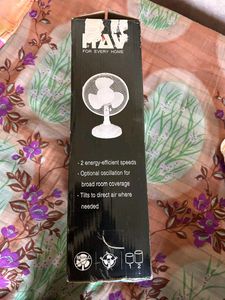 HAV
FOR EVERY HOME
- 2 energy-efficient speeds
- Optional oscillation for
broad room coverage
- Tilts to direct air where
needed